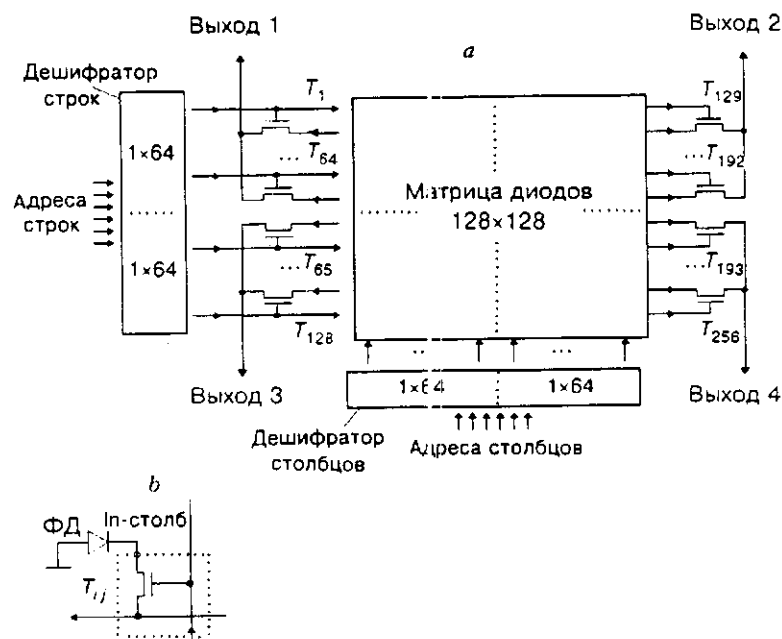 Выход 1
a
Выход 2
Дешифратор
строк
T1
T129
1×64
... T64
... T192
Адреса
строк
Матрица диодов
128×128
1×64
... T65
... T193
T128
T256
...
...
Выход 3
1×64
1×64
Выход 4
Дешифратор
столбцов
Адреса столбцов
b
ФД
In-столб
Tij